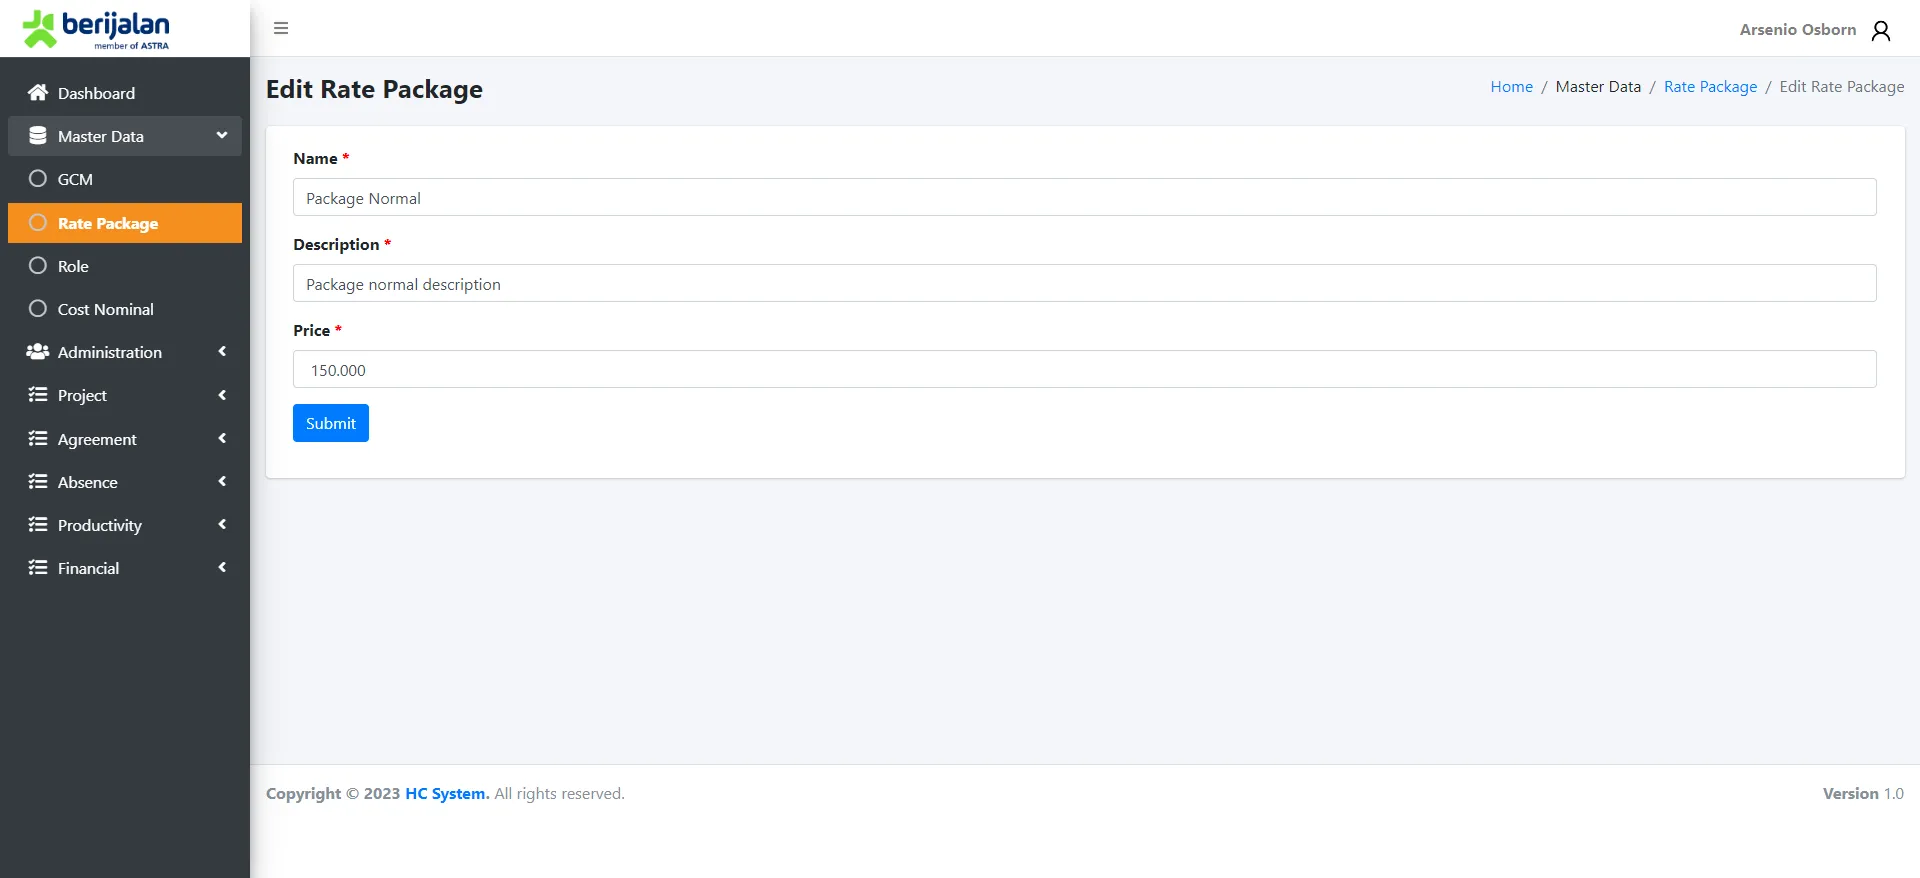 berijalan
member of ASTRA
Arsenio Osborn
Dashboard
Master Data
GCM
Rate Package
Role
Cost Nominal
Administration
Project
Agreement
Absence
Productivity
Financial
Edit Rate Package
Home / Master Data / Rate Package / Edit Rate Package
Name *
Package Normal
Description *
Package normal description
Price *
150.000
Submit
Copyright © 2023 HC System. All rights reserved.
Version 1.0